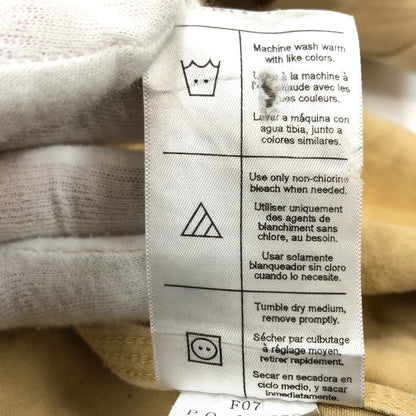 Machine wash warm
with like colors.
à la machine à
chaude avec les
couleurs.
Lavar a máquina con
agua tibia, junto a
colores similares.
Use only non-chlorine
bleach when needed.
Utiliser uniquement
des agents de
blanchiment sans
chlore, au besoin.
Usar solamente
blanqueador sin cloro
cuando lo necesite.
Tumble dry medium,
remove promptly.
Sécher par culbutage
à réglage moyen,
retirer rapidement.
Secar en secadora en
ciclo medio, y sacar
inmediatamente.
F07